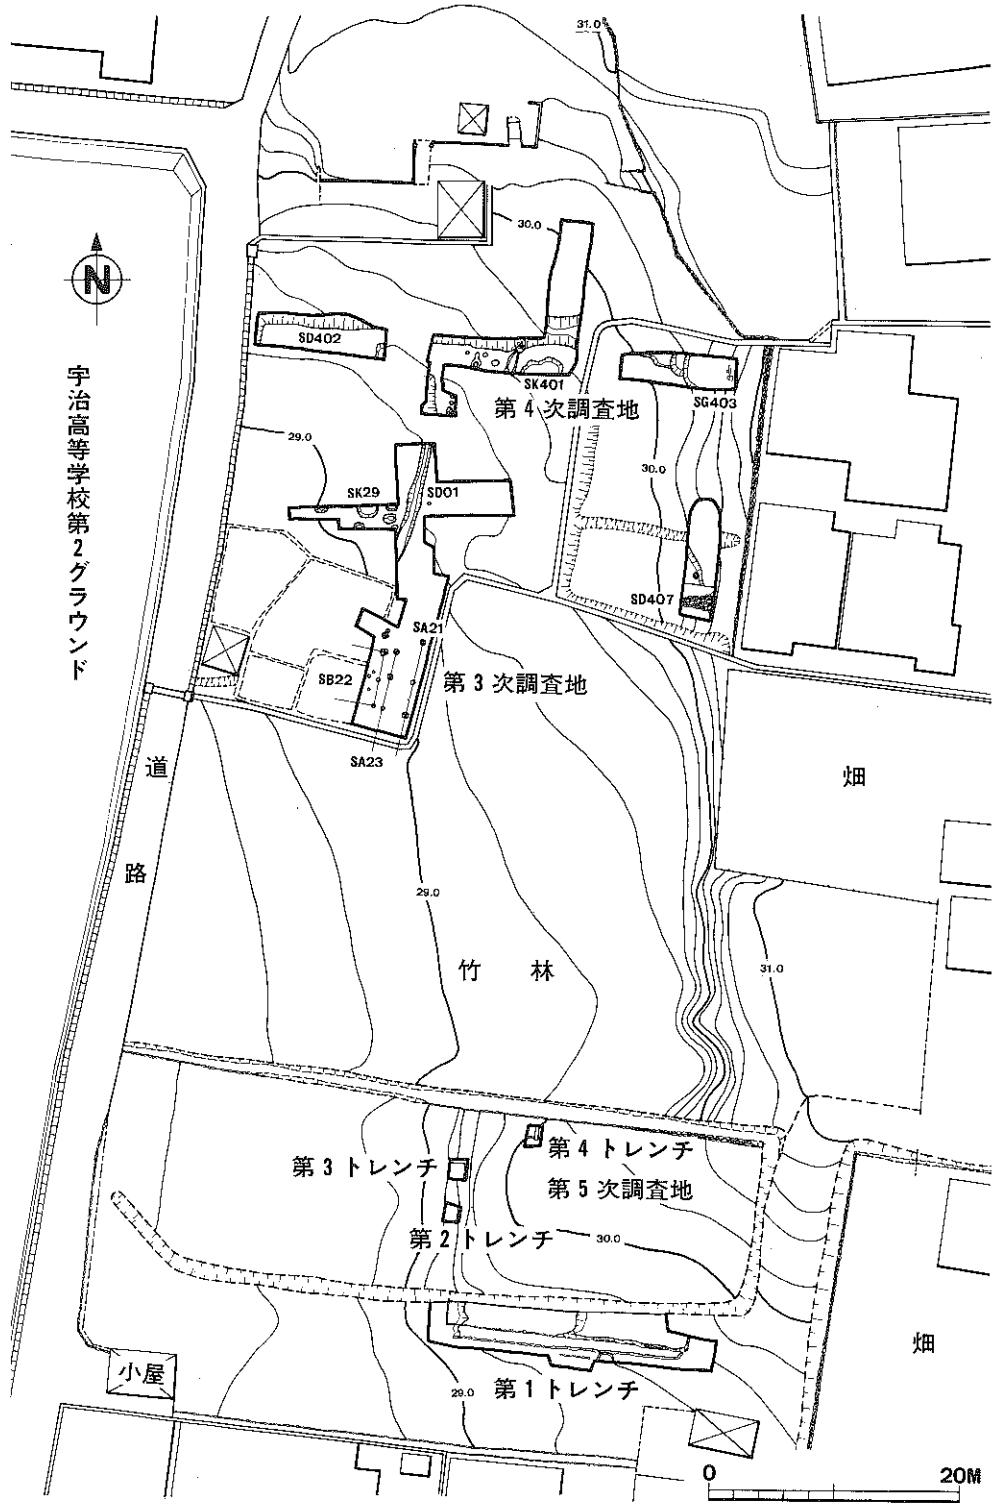 31.0
30.0
N
SD402
SK401
第4次調査地
SG403
宇治高等学校第2グラウンド
29.0
30.0
SK29
SD01
SD407
SA21
SB22
第3次調査地
SA23
道路
畑
29.0
竹林
31.0
第4トレンチ
第3トレンチ
第5次調査地
第2トレンチ
30.0
畑
小屋
29.0
第1トレンチ
0 20M